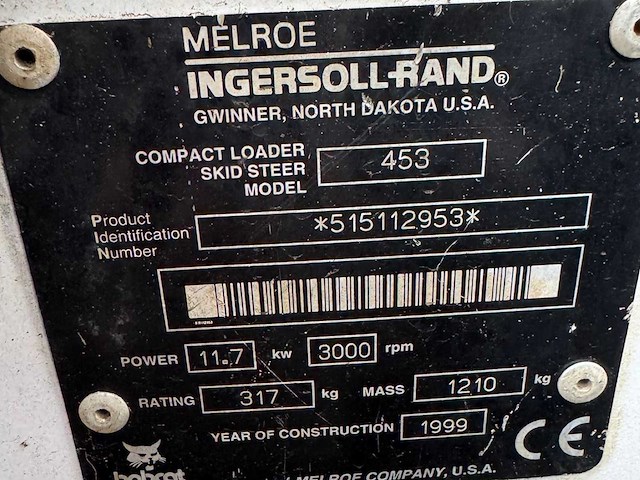 MELROE
INGERSOLL-RAND®
GWINNER, NORTH DAKOTA U.S.A.
COMPACT LOADER
SKID STEER
MODEL 453
Product
Identification
Number *515112953*
POWER 11.7 kw 3000 rpm
RATING 317 kg MASS 1210 kg
YEAR OF CONSTRUCTION 1999 CE
bobcat MELROE COMPANY, U.S.A.